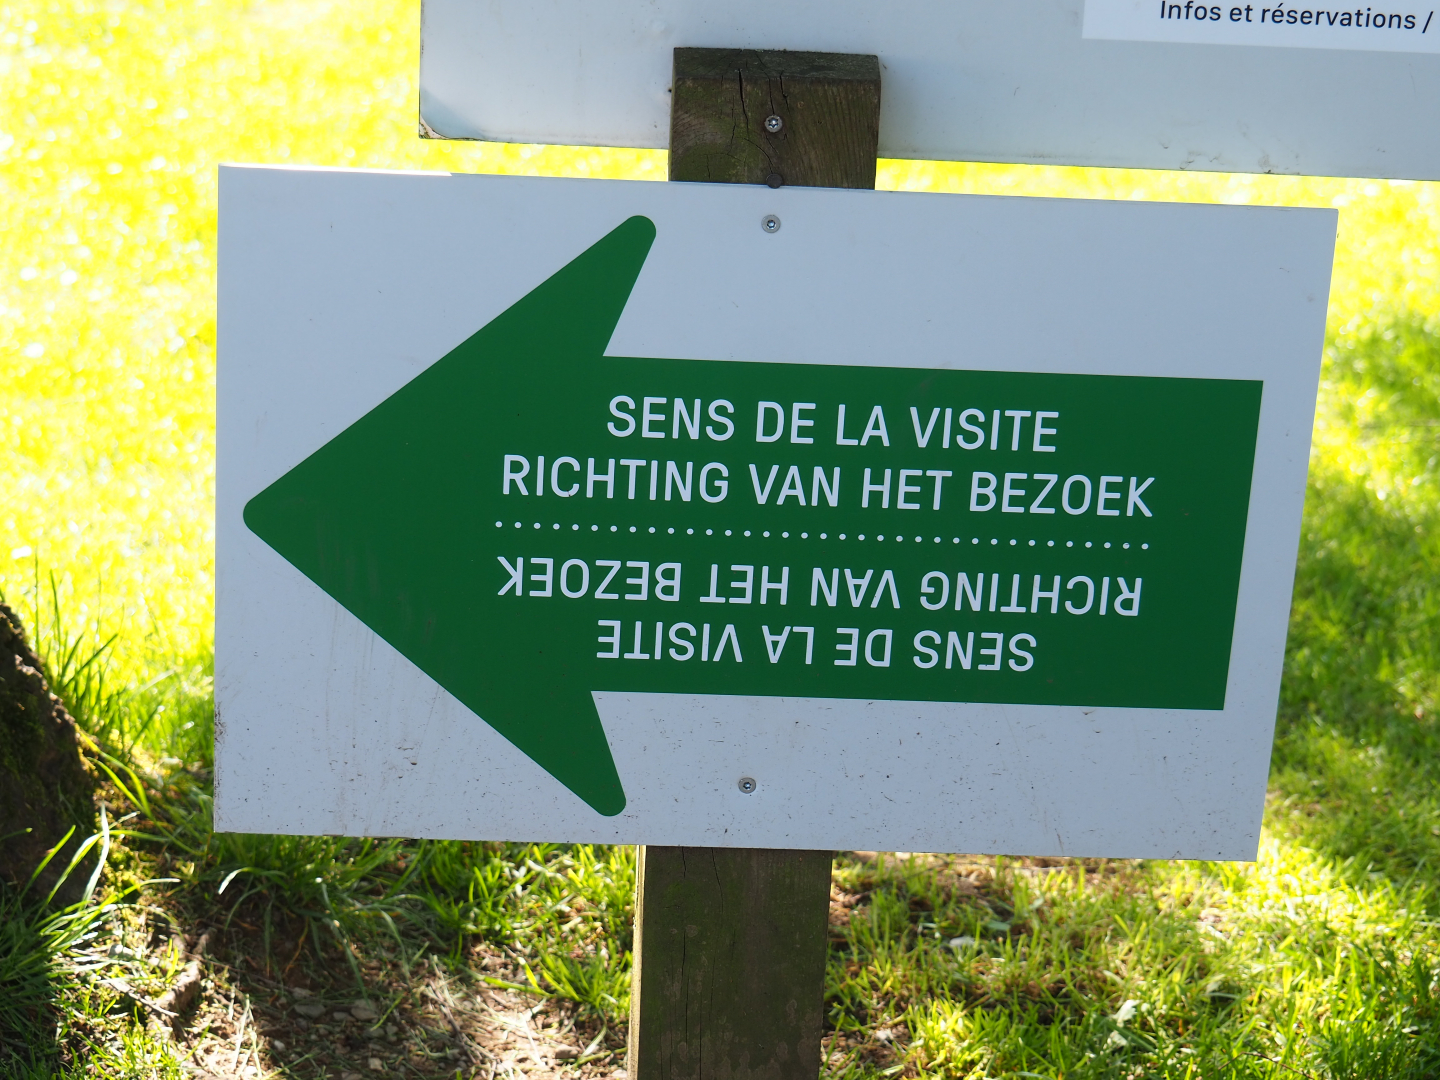 Infos et réservations /
SENS DE LA VISITE
RICHTING VAN HET BEZOEK
RICHTING VAN HET BEZOEK
SENS DE LA VISITE